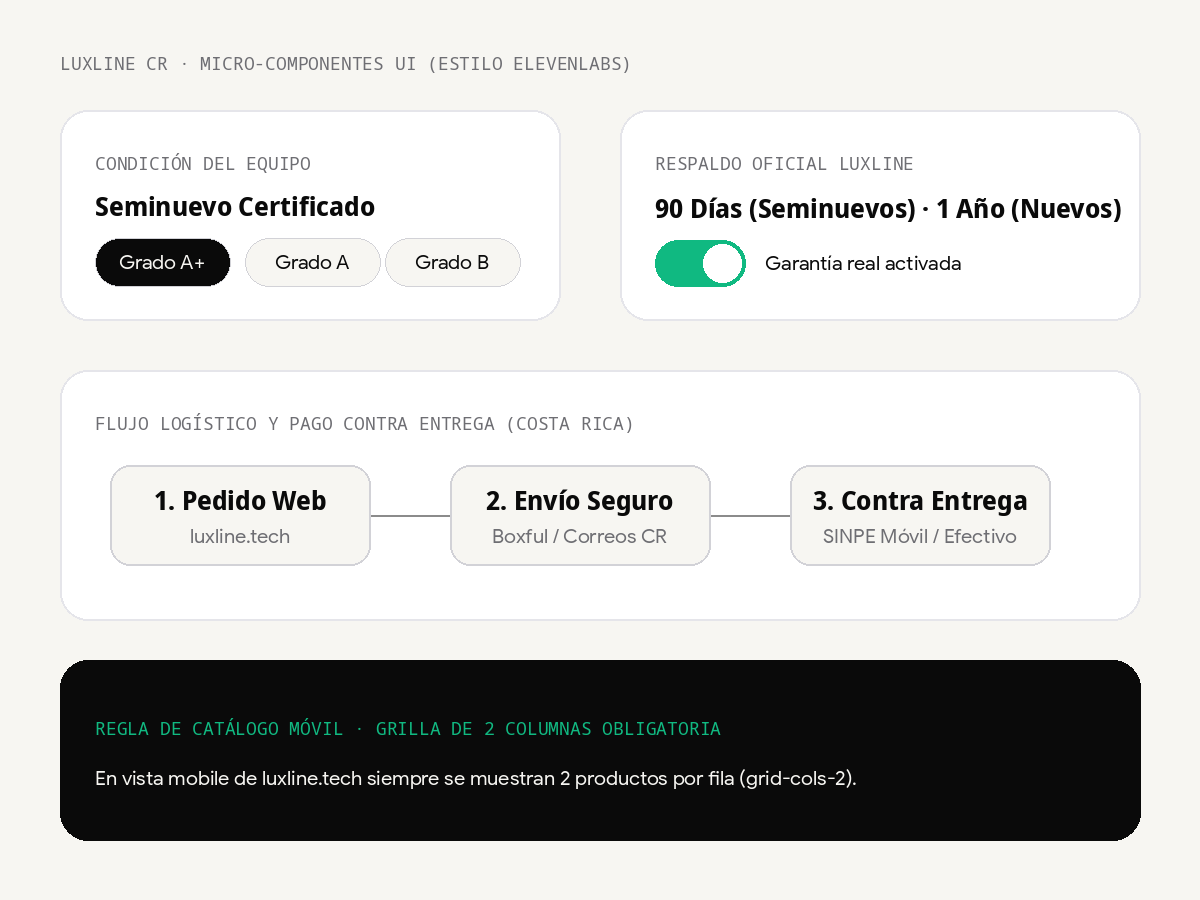 LUXLINE CR · MICRO-COMPONENTES UI (ESTILO ELEVENLABS)
CONDICIÓN DEL EQUIPO
Seminuevo Certificado
Grado A+ Grado A Grado B
RESPALDO OFICIAL LUXLINE
90 Días (Seminuevos) · 1 Año (Nuevos)
Garantía real activada
FLUJO LOGÍSTICO Y PAGO CONTRA ENTREGA (COSTA RICA)
1. Pedido Web
luxline.tech
2. Envío Seguro
Boxful / Correos CR
3. Contra Entrega
SINPE Móvil / Efectivo
REGLA DE CATÁLOGO MÓVIL · GRILLA DE 2 COLUMNAS OBLIGATORIA
En vista mobile de luxline.tech siempre se muestran 2 productos por fila (grid-cols-2).